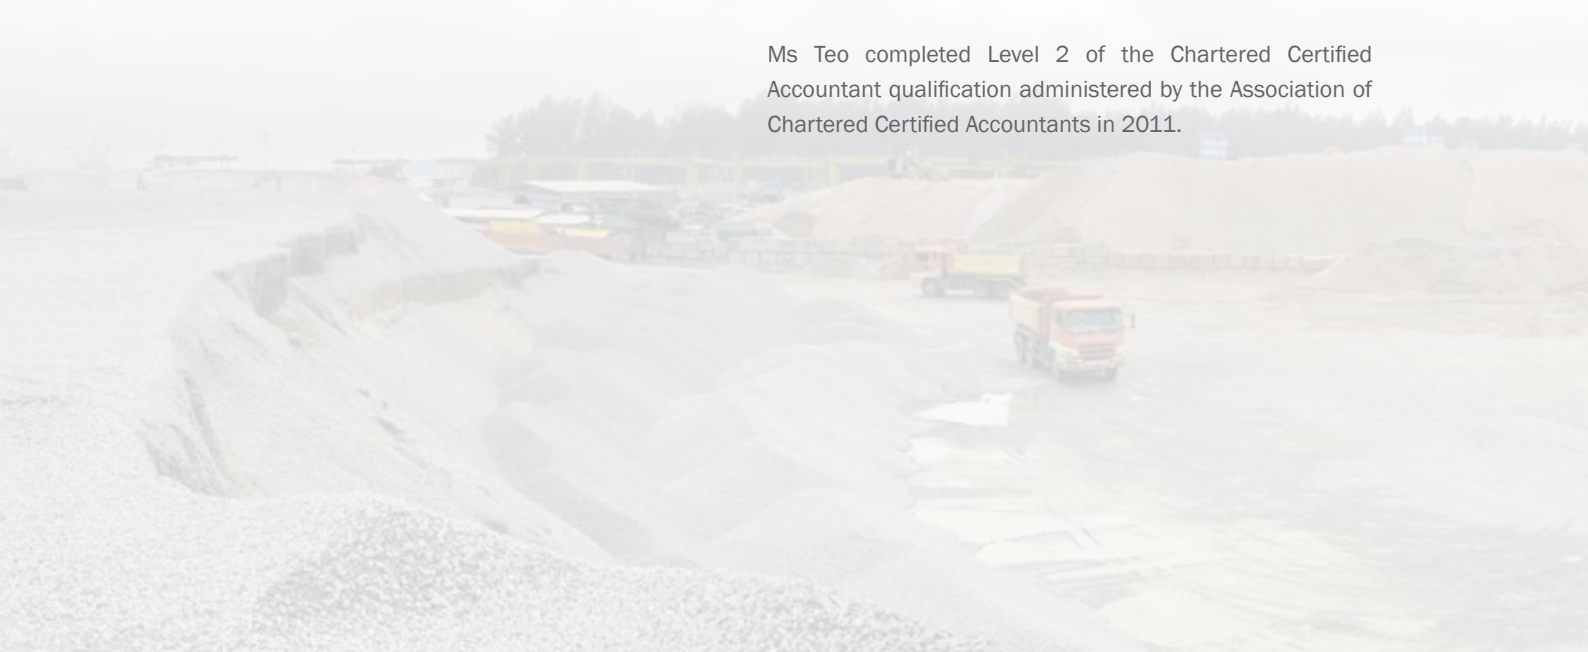 Ms Teo completed Level 2 of the Chartered Certified
Accountant qualification administered by the Association of
Chartered Certified Accountants in 2011.